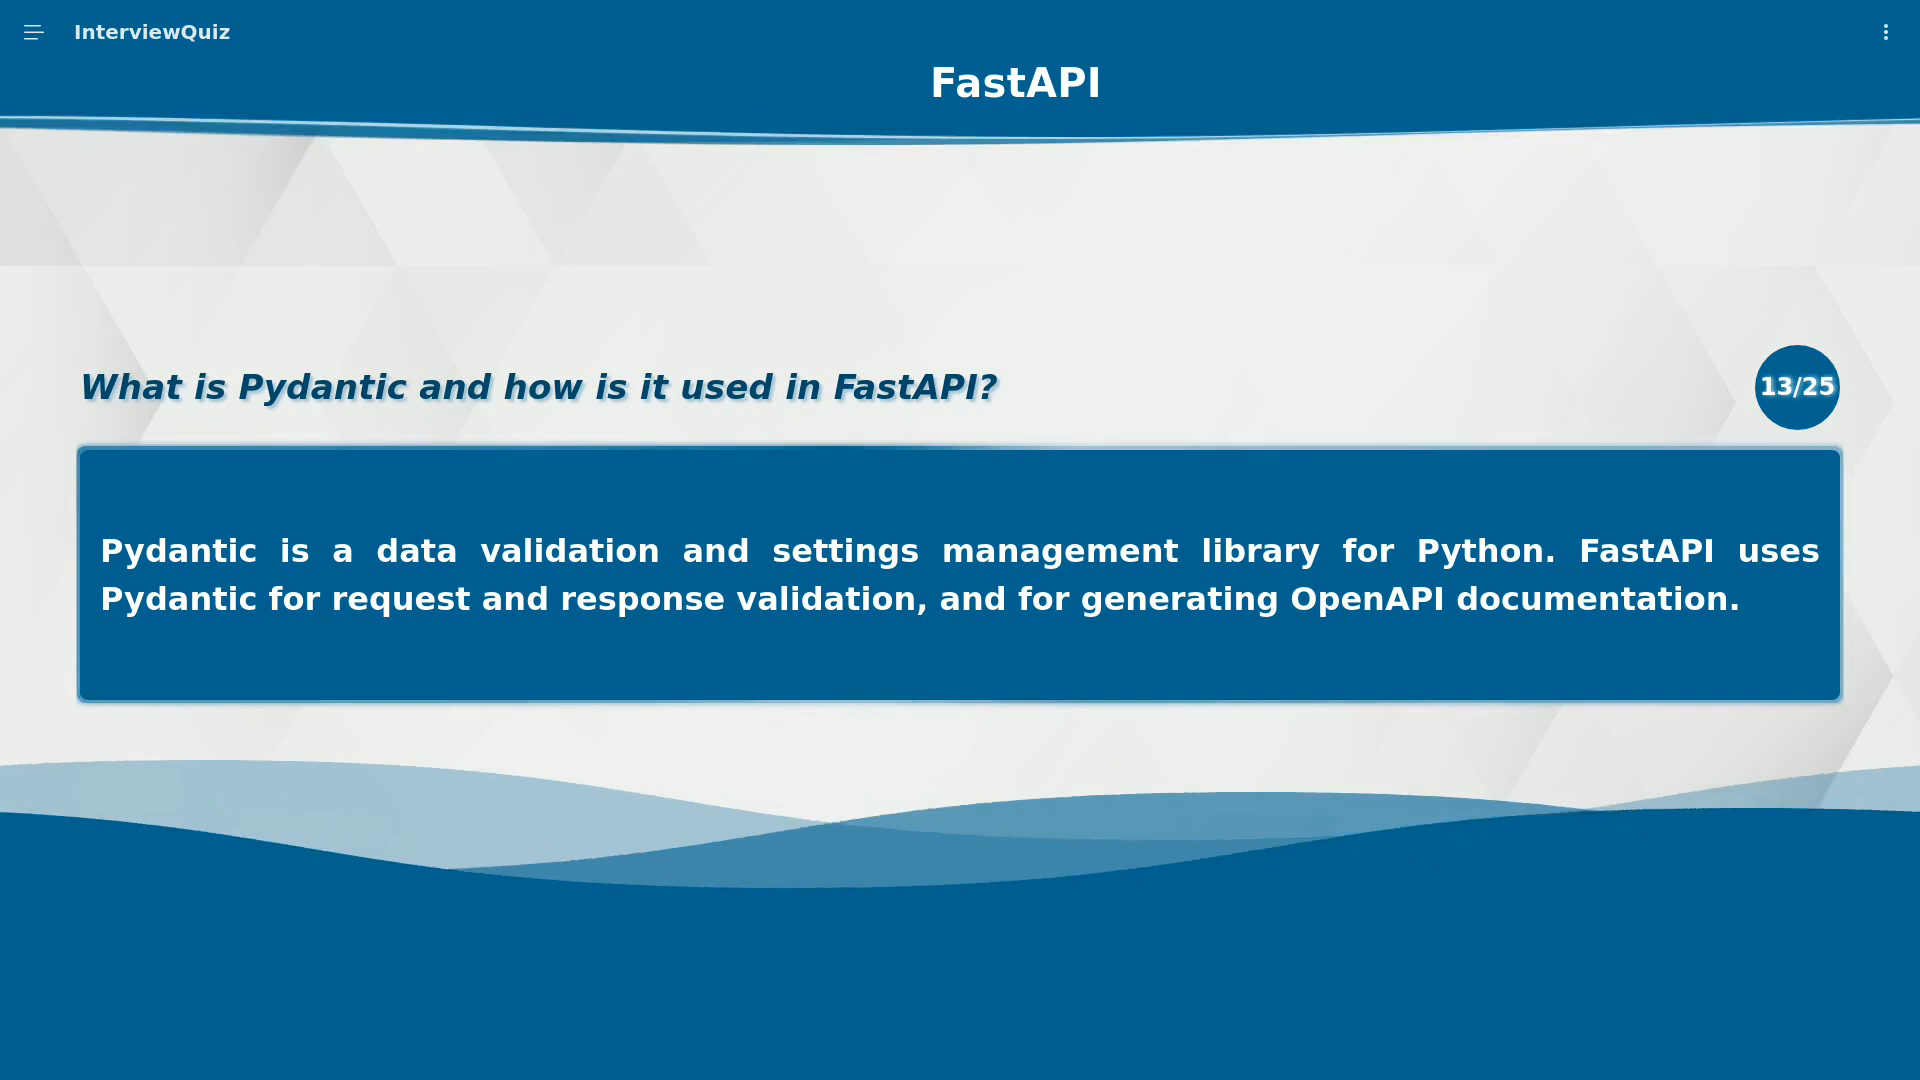 InterviewQuiz
FastAPI
What is Pydantic and how is it used in FastAPI?
13/25
Pydantic is a data validation and settings management library for Python. FastAPI uses
Pydantic for request and response validation, and for generating OpenAPI documentation.